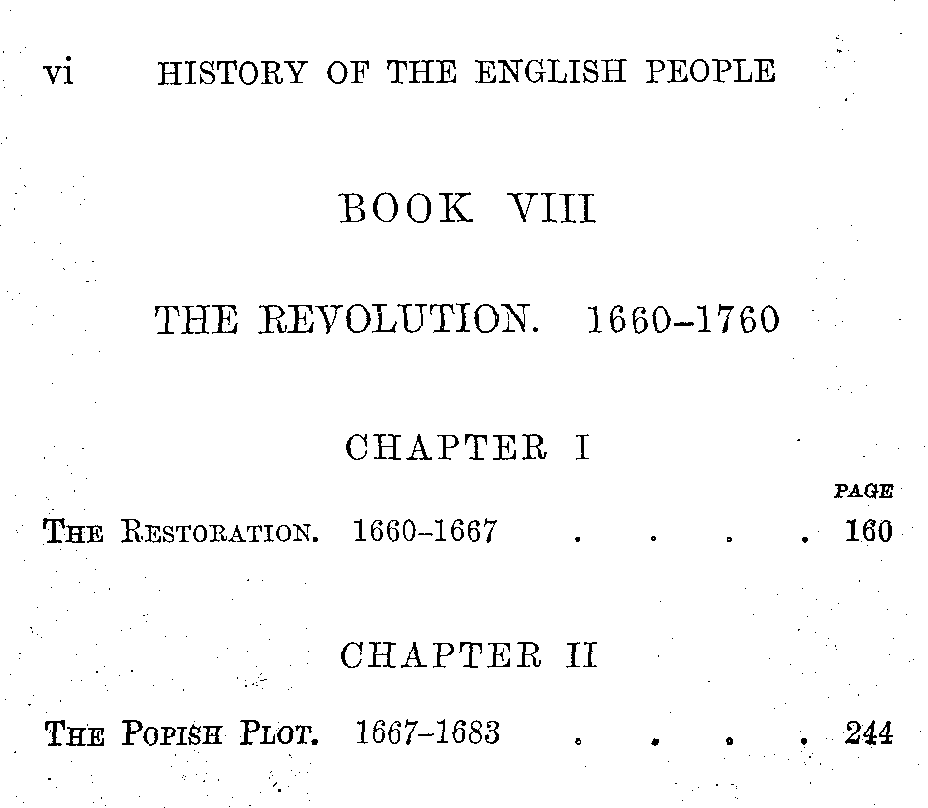 vi HISTORY OF THE ENGLISH PEOPLE
BOOK VIII
THE REVOLUTION. 1660–1760
CHAPTER I
PAGE
THE RESTORATION. 1660–1667 . . . . 160
CHAPTER II
THE POPISH PLOT. 1667–1683 . . . . 244